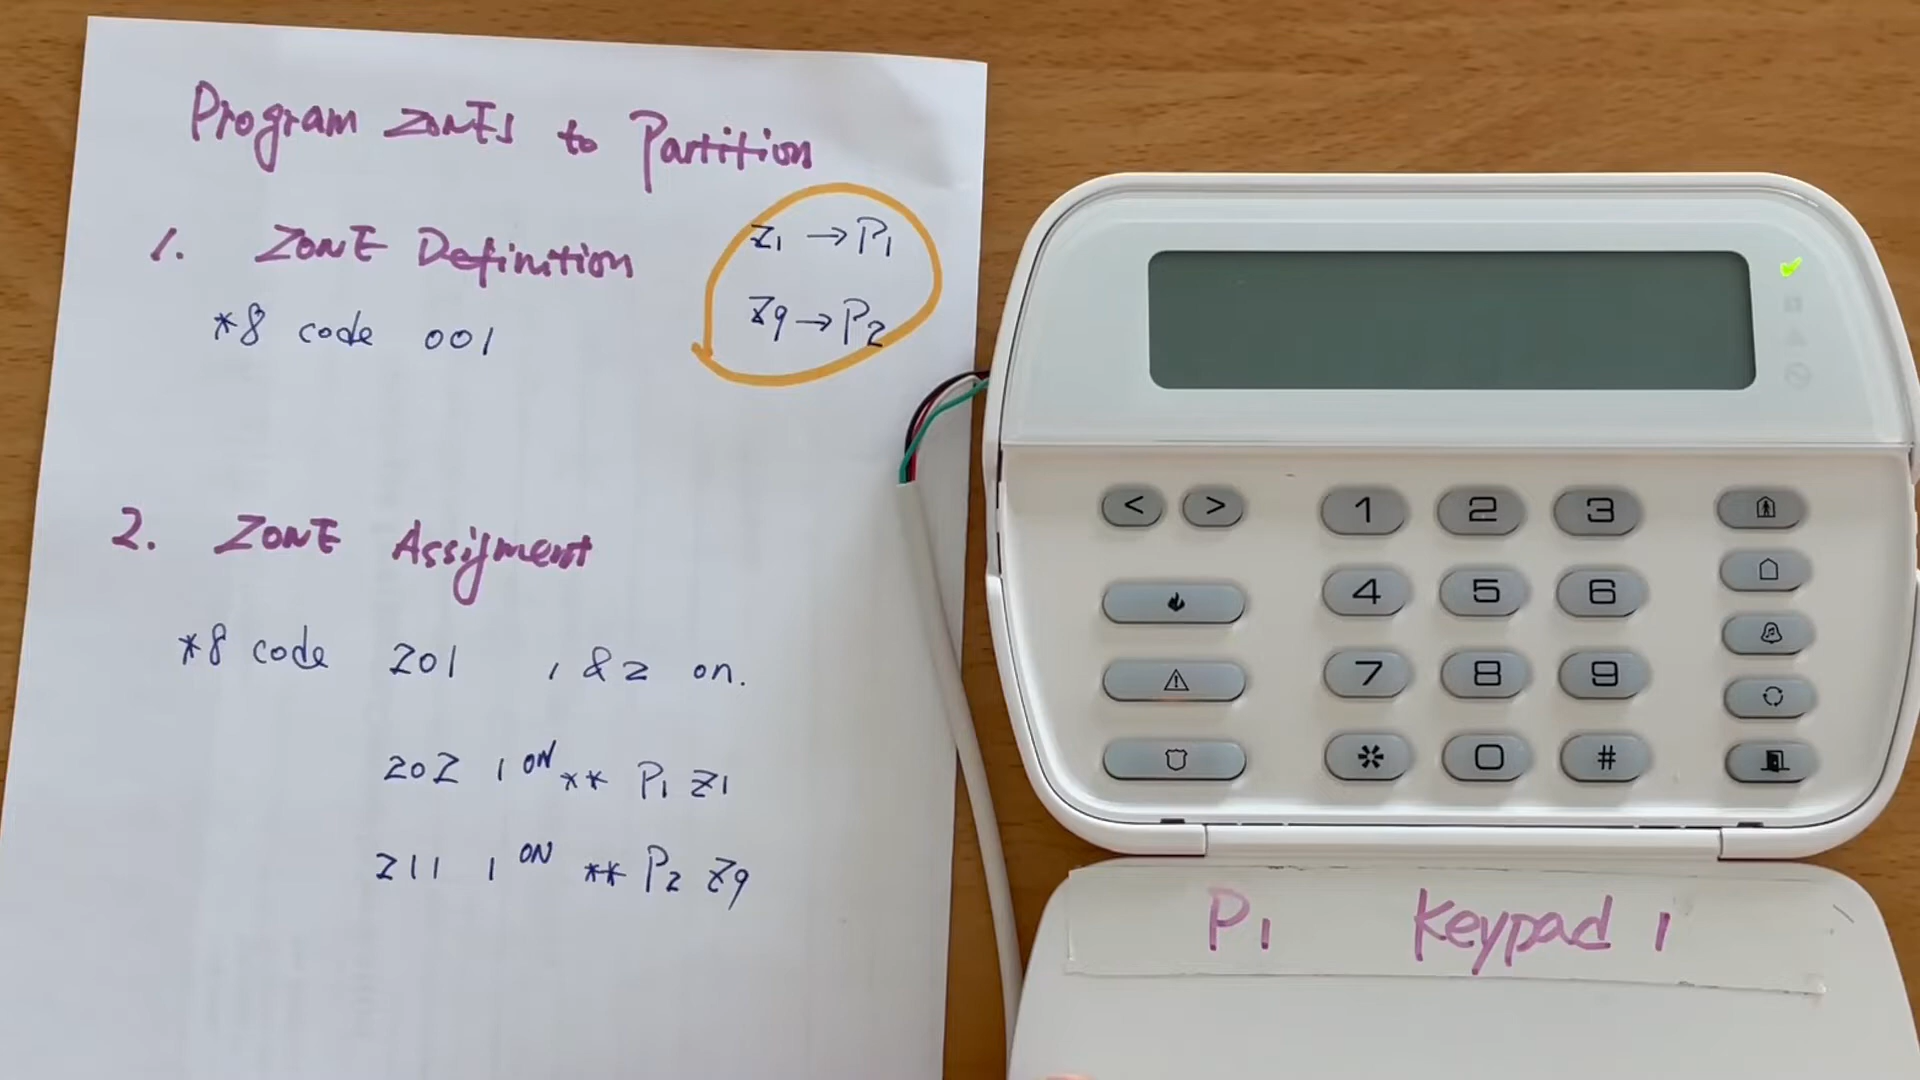 Program ZONES to Partition
1. ZONE Definition
Z1 → P1
*8 code 001
Z9 → P2
2. ZONE Assignment
*8 code 201 1 & 2 on.
202 1 ON ** P1 Z1
211 1 ON ** P2 Z9
< > 1 2 3
4 5 6
7 8 9
* 0 #
P1 Keypad 1